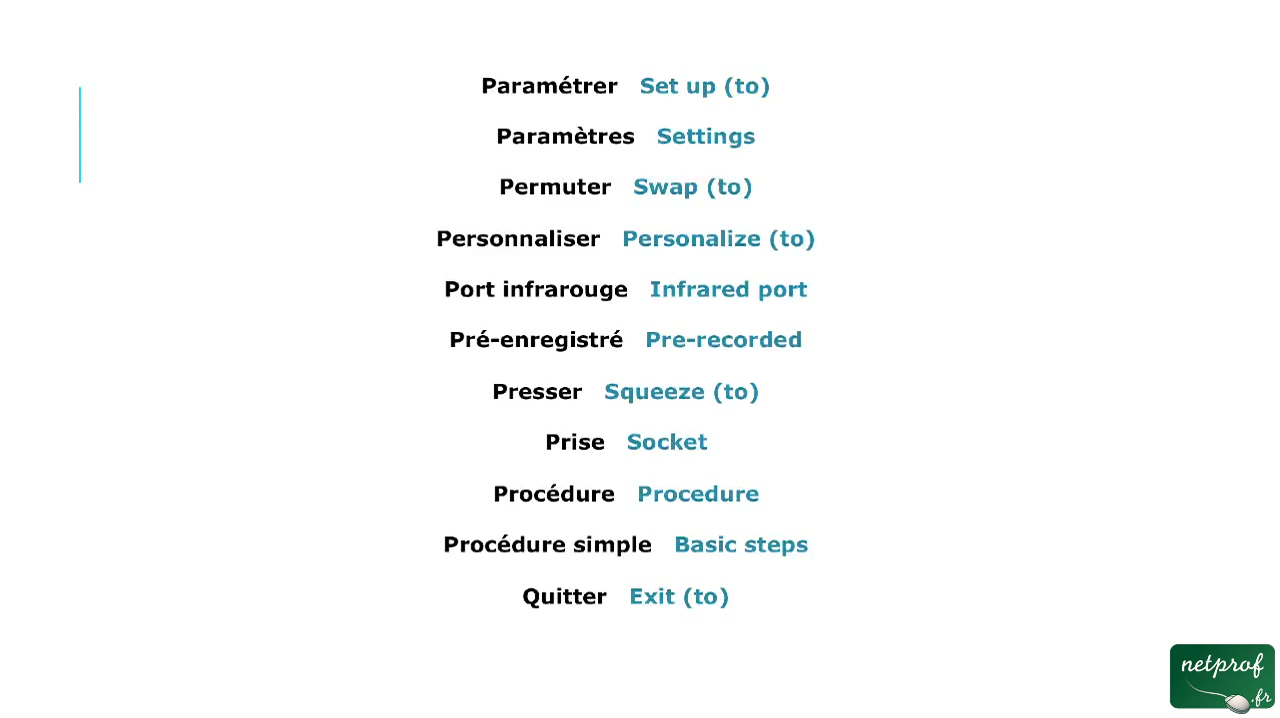 Paramétrer Set up (to)
Paramètres Settings
Permuter Swap (to)
Personnaliser Personalize (to)
Port infrarouge Infrared port
Pré-enregistré Pre-recorded
Presser Squeeze (to)
Prise Socket
Procédure Procedure
Procédure simple Basic steps
Quitter Exit (to)
netprof
.fr